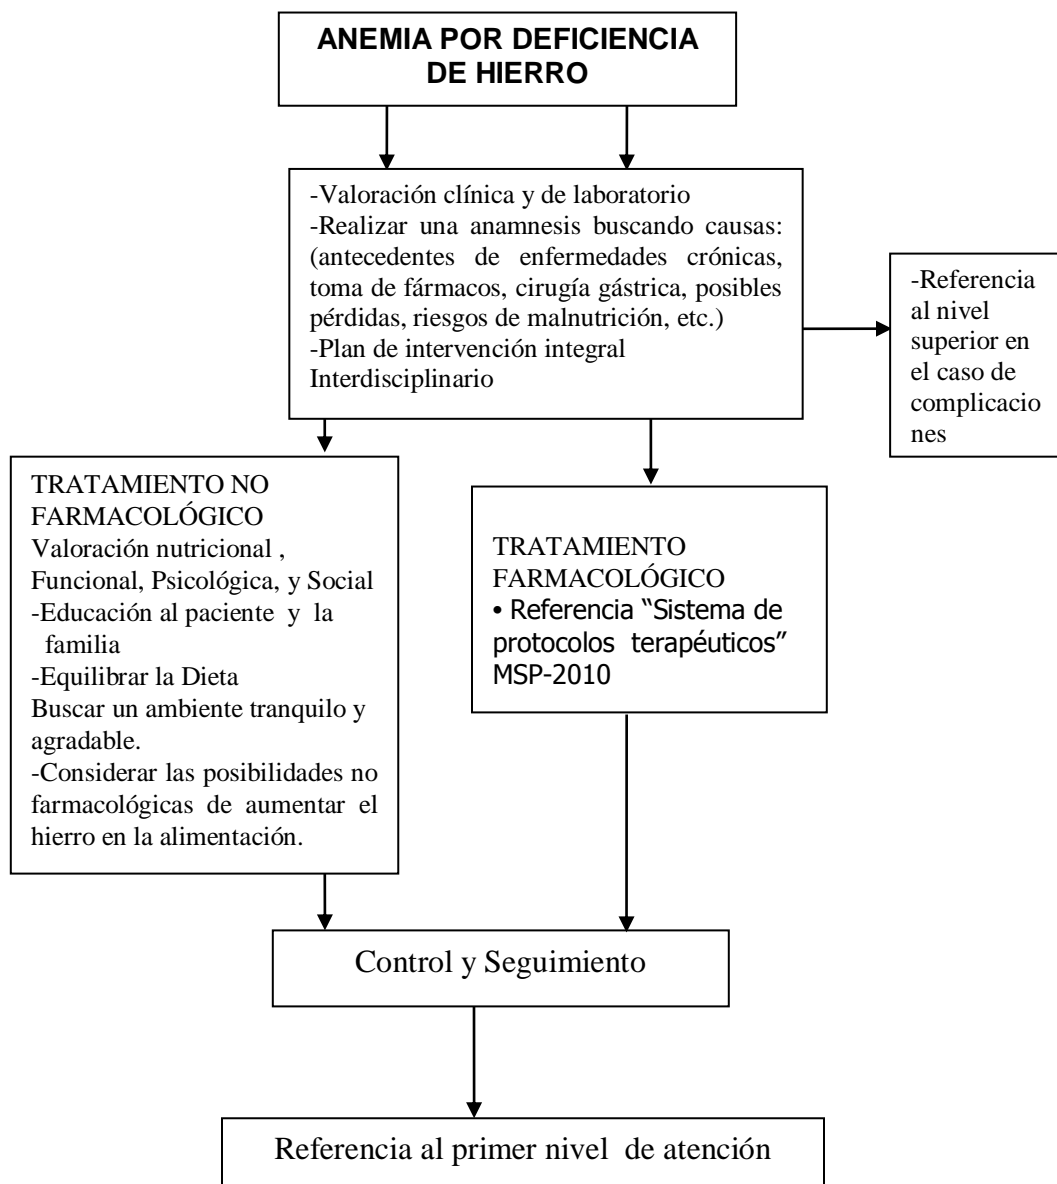 ANEMIA POR DEFICIENCIA
DE HIERRO
-Valoración clínica y de laboratorio
-Realizar una anamnesis buscando causas:
(antecedentes de enfermedades crónicas,
toma de fármacos, cirugía gástrica, posibles
pérdidas, riesgos de malnutrición, etc.)
-Plan de intervención integral
Interdisciplinario
-Referencia
al nivel
superior en
el caso de
complicacio
nes
TRATAMIENTO NO
FARMACOLÓGICO
Valoración nutricional ,
Funcional, Psicológica, y Social
-Educación al paciente y la
familia
-Equilibrar la Dieta
Buscar un ambiente tranquilo y
agradable.
-Considerar las posibilidades no
farmacológicas de aumentar el
hierro en la alimentación.
TRATAMIENTO
FARMACOLÓGICO
• Referencia “Sistema de
protocolos terapéuticos”
MSP-2010
Control y Seguimiento
Referencia al primer nivel de atención